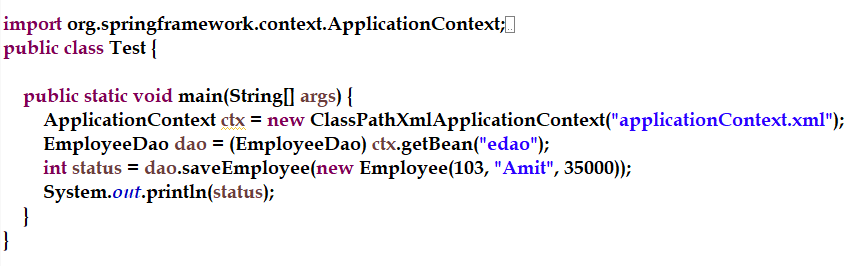 import org.springframework.context.ApplicationContext;
public class Test {
public static void main(String[] args) {
ApplicationContext ctx = new ClassPathXmlApplicationContext("applicationContext.xml");
EmployeeDao dao = (EmployeeDao) ctx.getBean("edao");
int status = dao.saveEmployee(new Employee(103, "Amit", 35000));
System.out.println(status);
}
}